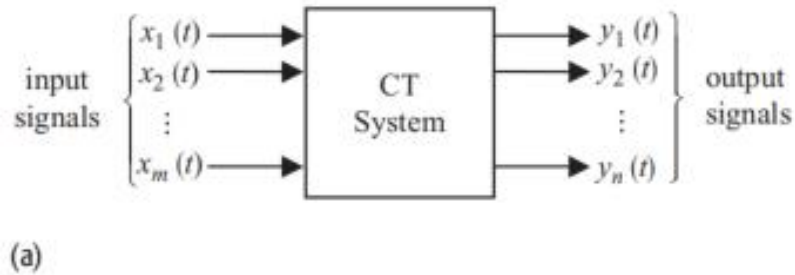 input
signals
x₁ (t)
x₂ (t)
⋮
xₘ (t)
CT
System
y₁ (t)
y₂ (t)
⋮
yₙ (t)
output
signals
(a)